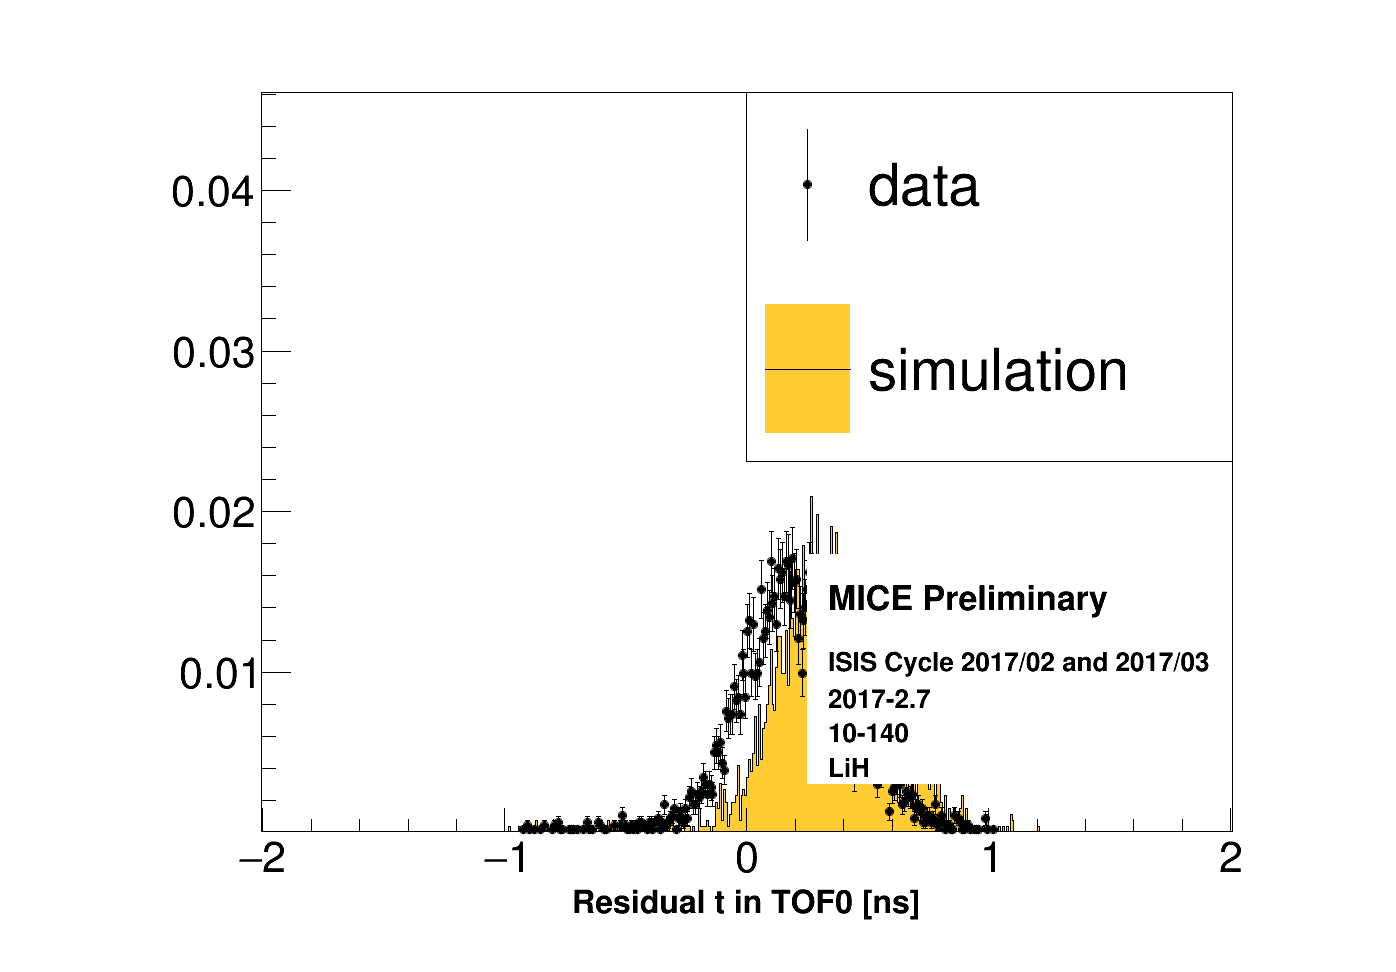 0.04
0.03
0.02
0.01
data
simulation
MICE Preliminary
ISIS Cycle 2017/02 and 2017/03
2017-2.7
10-140
LiH
−2 −1 0 1 2
Residual t in TOF0 [ns]